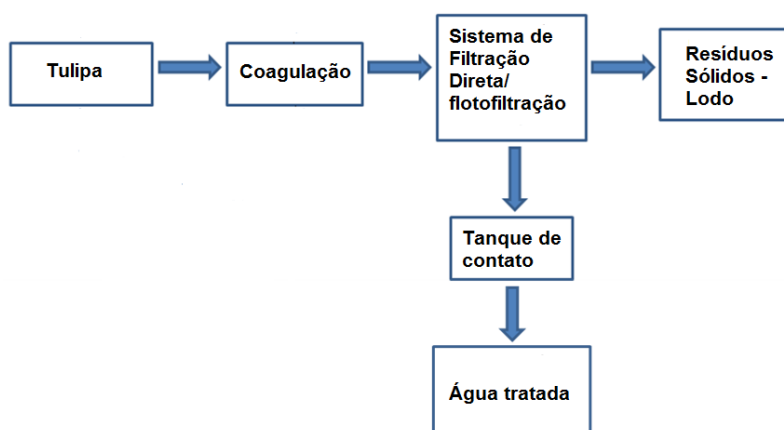 Tulipa
Coagulação
Sistema de
Filtração
Direta/
flotofiltração
Resíduos
Sólidos -
Lodo
Tanque de
contato
Água tratada